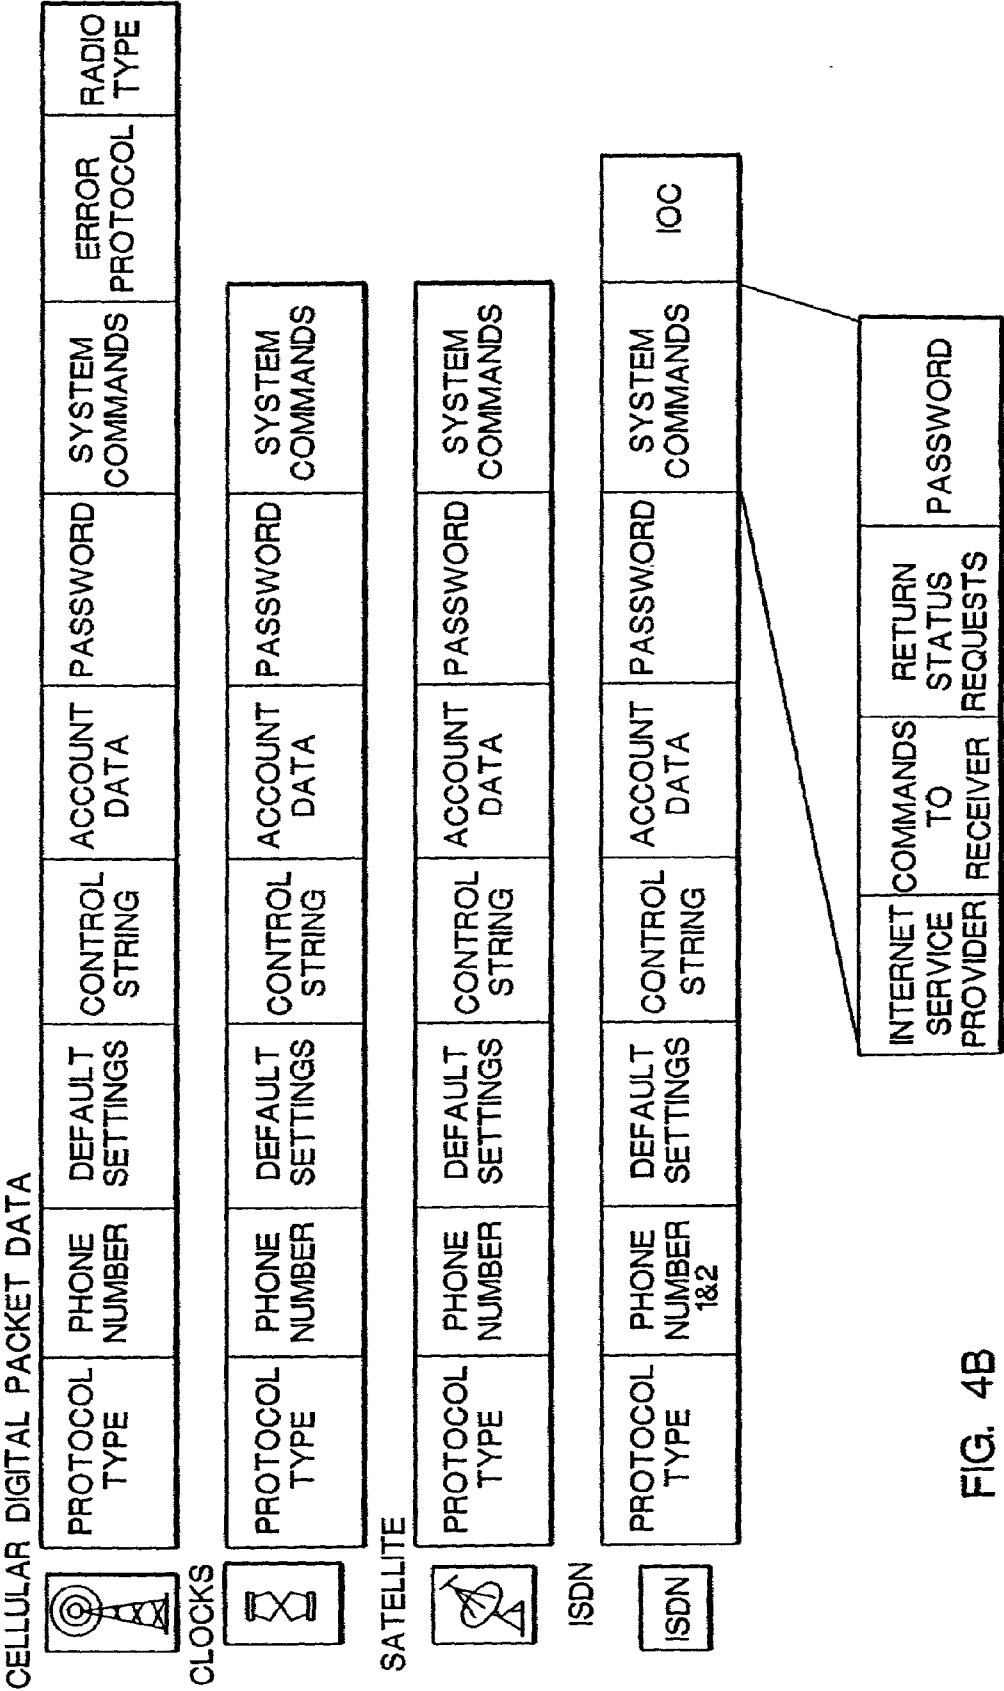 CELLULAR DIGITAL PACKET DATA
PROTOCOL
TYPE
PHONE
NUMBER
DEFAULT
SETTINGS
CONTROL
STRING
ACCOUNT
DATA
PASSWORD
SYSTEM
COMMANDS
ERROR
PROTOCOL
RADIO
TYPE
CLOCKS
PROTOCOL
TYPE
PHONE
NUMBER
DEFAULT
SETTINGS
CONTROL
STRING
ACCOUNT
DATA
PASSWORD
SYSTEM
COMMANDS
SATELLITE
PROTOCOL
TYPE
PHONE
NUMBER
DEFAULT
SETTINGS
CONTROL
STRING
ACCOUNT
DATA
PASSWORD
SYSTEM
COMMANDS
ISDN
ISDN
PROTOCOL
TYPE
PHONE
NUMBER
1&2
DEFAULT
SETTINGS
CONTROL
STRING
ACCOUNT
DATA
PASSWORD
SYSTEM
COMMANDS
IOC
INTERNET
SERVICE
PROVIDER
COMMANDS
TO
RECEIVER
RETURN
STATUS
REQUESTS
PASSWORD
FIG. 4B